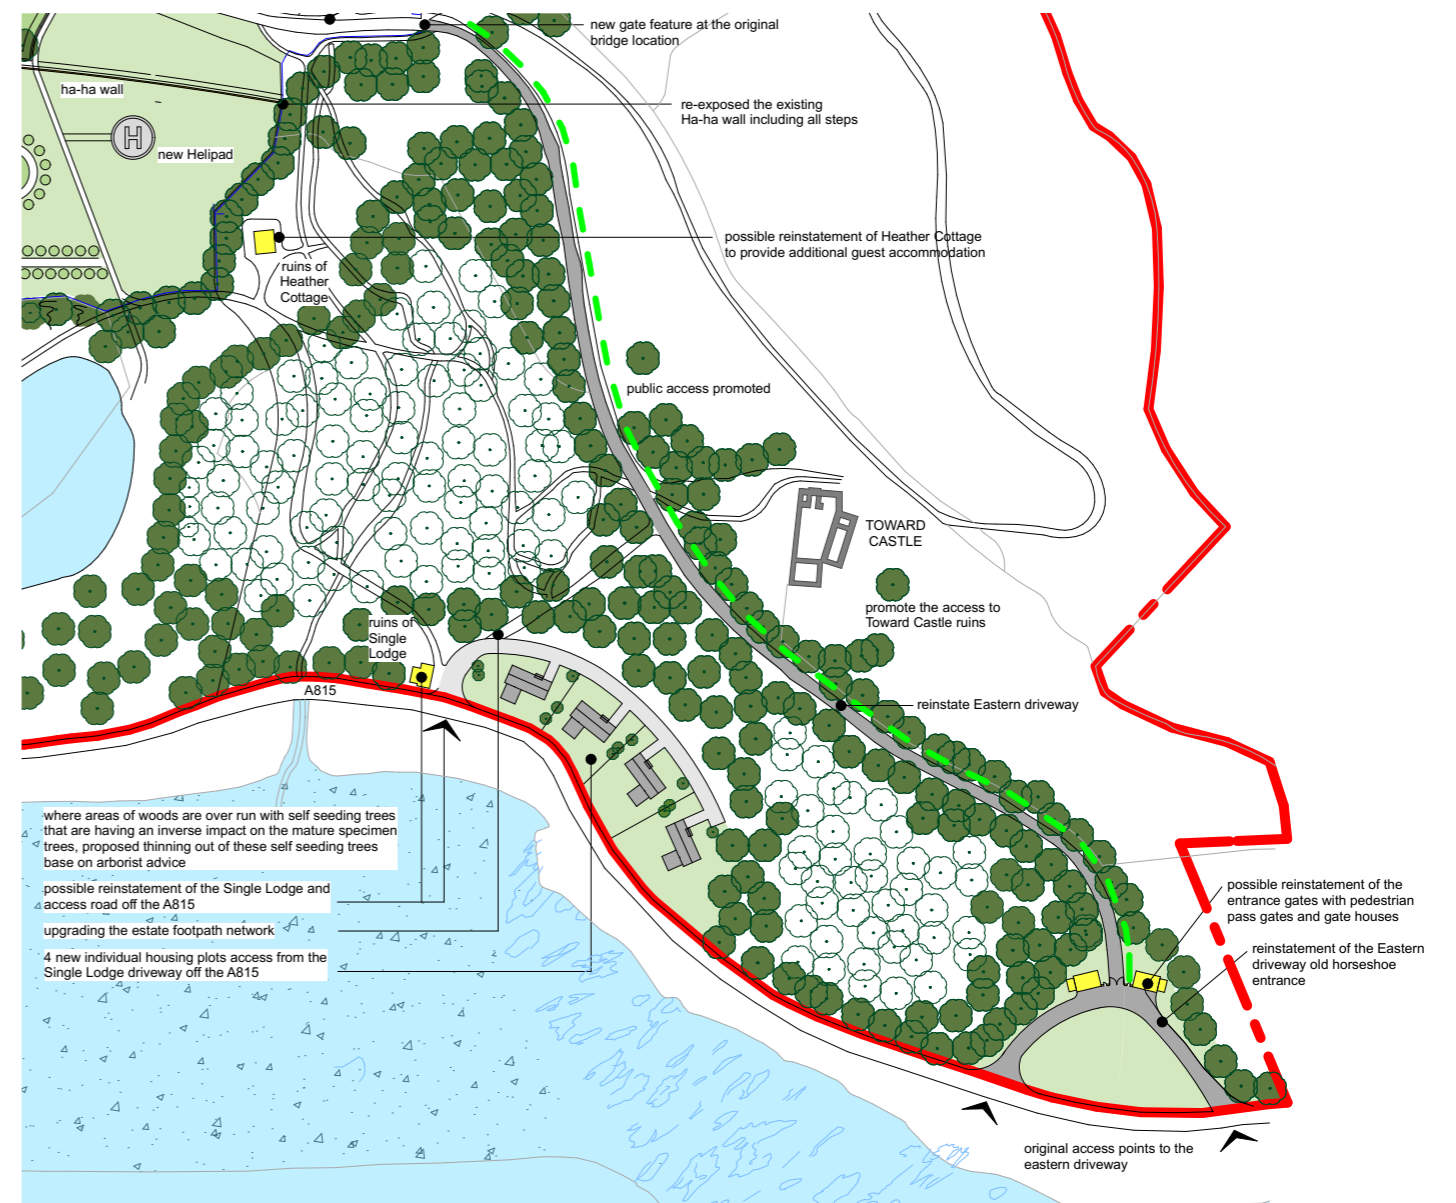 new gate feature at the original
bridge location
ha-ha wall
re-exposed the existing
Ha-ha wall including all steps
H
new Helipad
possible reinstatement of Heather Cottage
to provide additional guest accommodation
ruins of
Heather
Cottage
public access promoted
TOWARD
CASTLE
promote the access to
Toward Castle ruins
ruins of
Single
Lodge
A815
reinstate Eastern driveway
where areas of woods are over run with self seeding trees
that are having an inverse impact on the mature specimen
trees, proposed thinning out of these self seeding trees
base on arborist advice
possible reinstatement of the Single Lodge and
access road off the A815
upgrading the estate footpath network
4 new individual housing plots access from the
Single Lodge driveway off the A815
possible reinstatement of the
entrance gates with pedestrian
pass gates and gate houses
reinstatement of the Eastern
driveway old horseshoe
entrance
original access points to the
eastern driveway